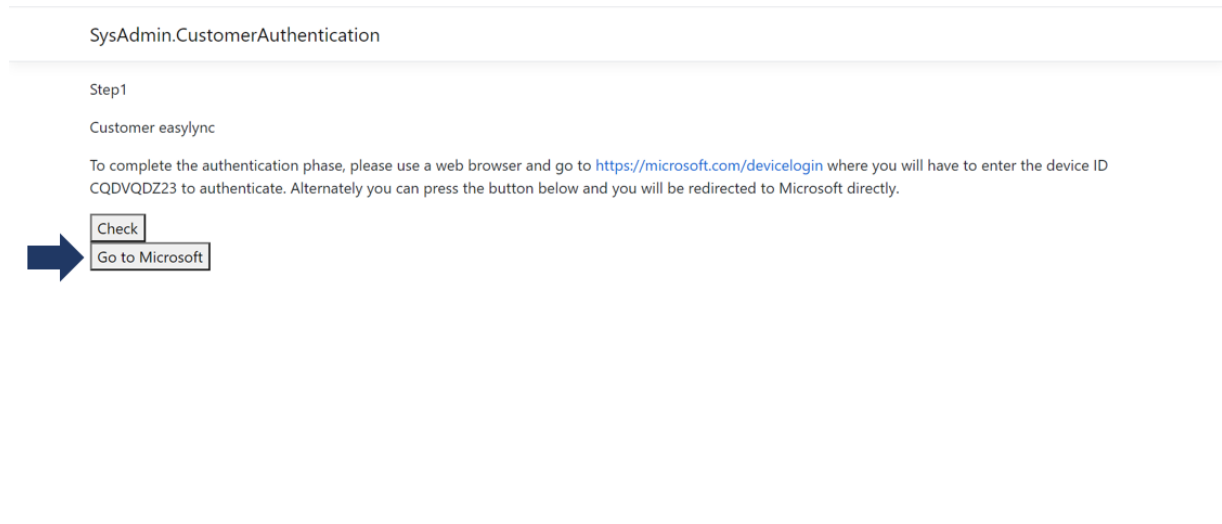 SysAdmin.CustomerAuthentication
Step1
Customer easylync
To complete the authentication phase, please use a web browser and go to https://microsoft.com/devicelogin where you will have to enter the device ID
CQDVQDZ23 to authenticate. Alternately you can press the button below and you will be redirected to Microsoft directly.
Check
Go to Microsoft